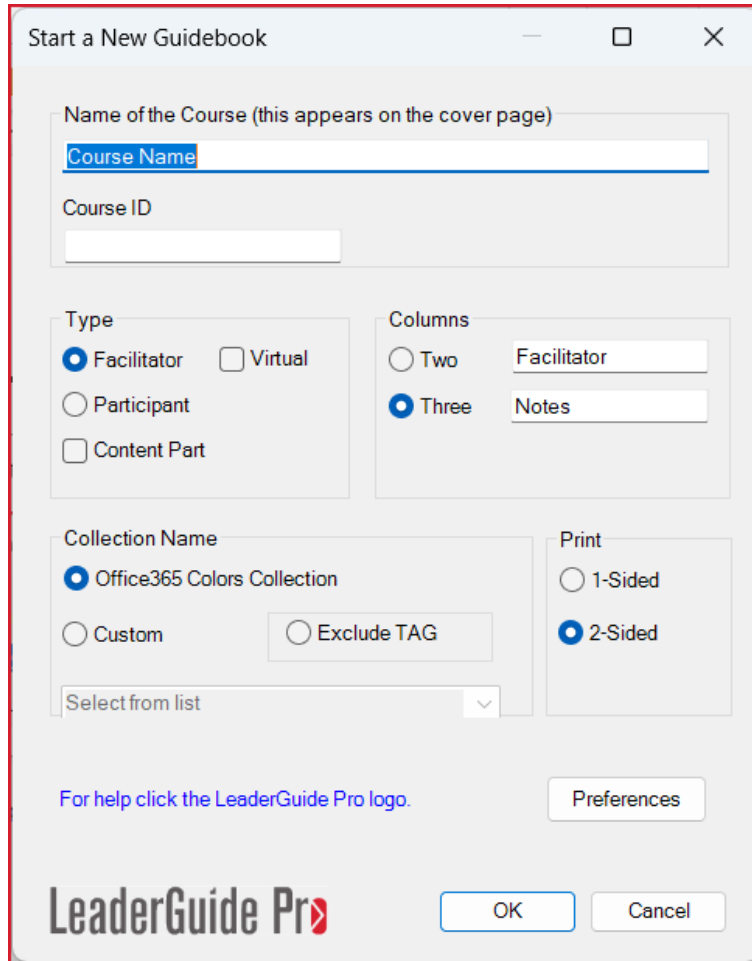 Start a New Guidebook
Name of the Course (this appears on the cover page)
Course Name
Course ID
Type
Facilitator Virtual
Participant
Content Part
Columns
Two Facilitator
Three Notes
Collection Name
Office365 Colors Collection
Custom Exclude TAG
Select from list
Print
1-Sided
2-Sided
For help click the LeaderGuide Pro logo.
Preferences
LeaderGuide Pro
OK Cancel